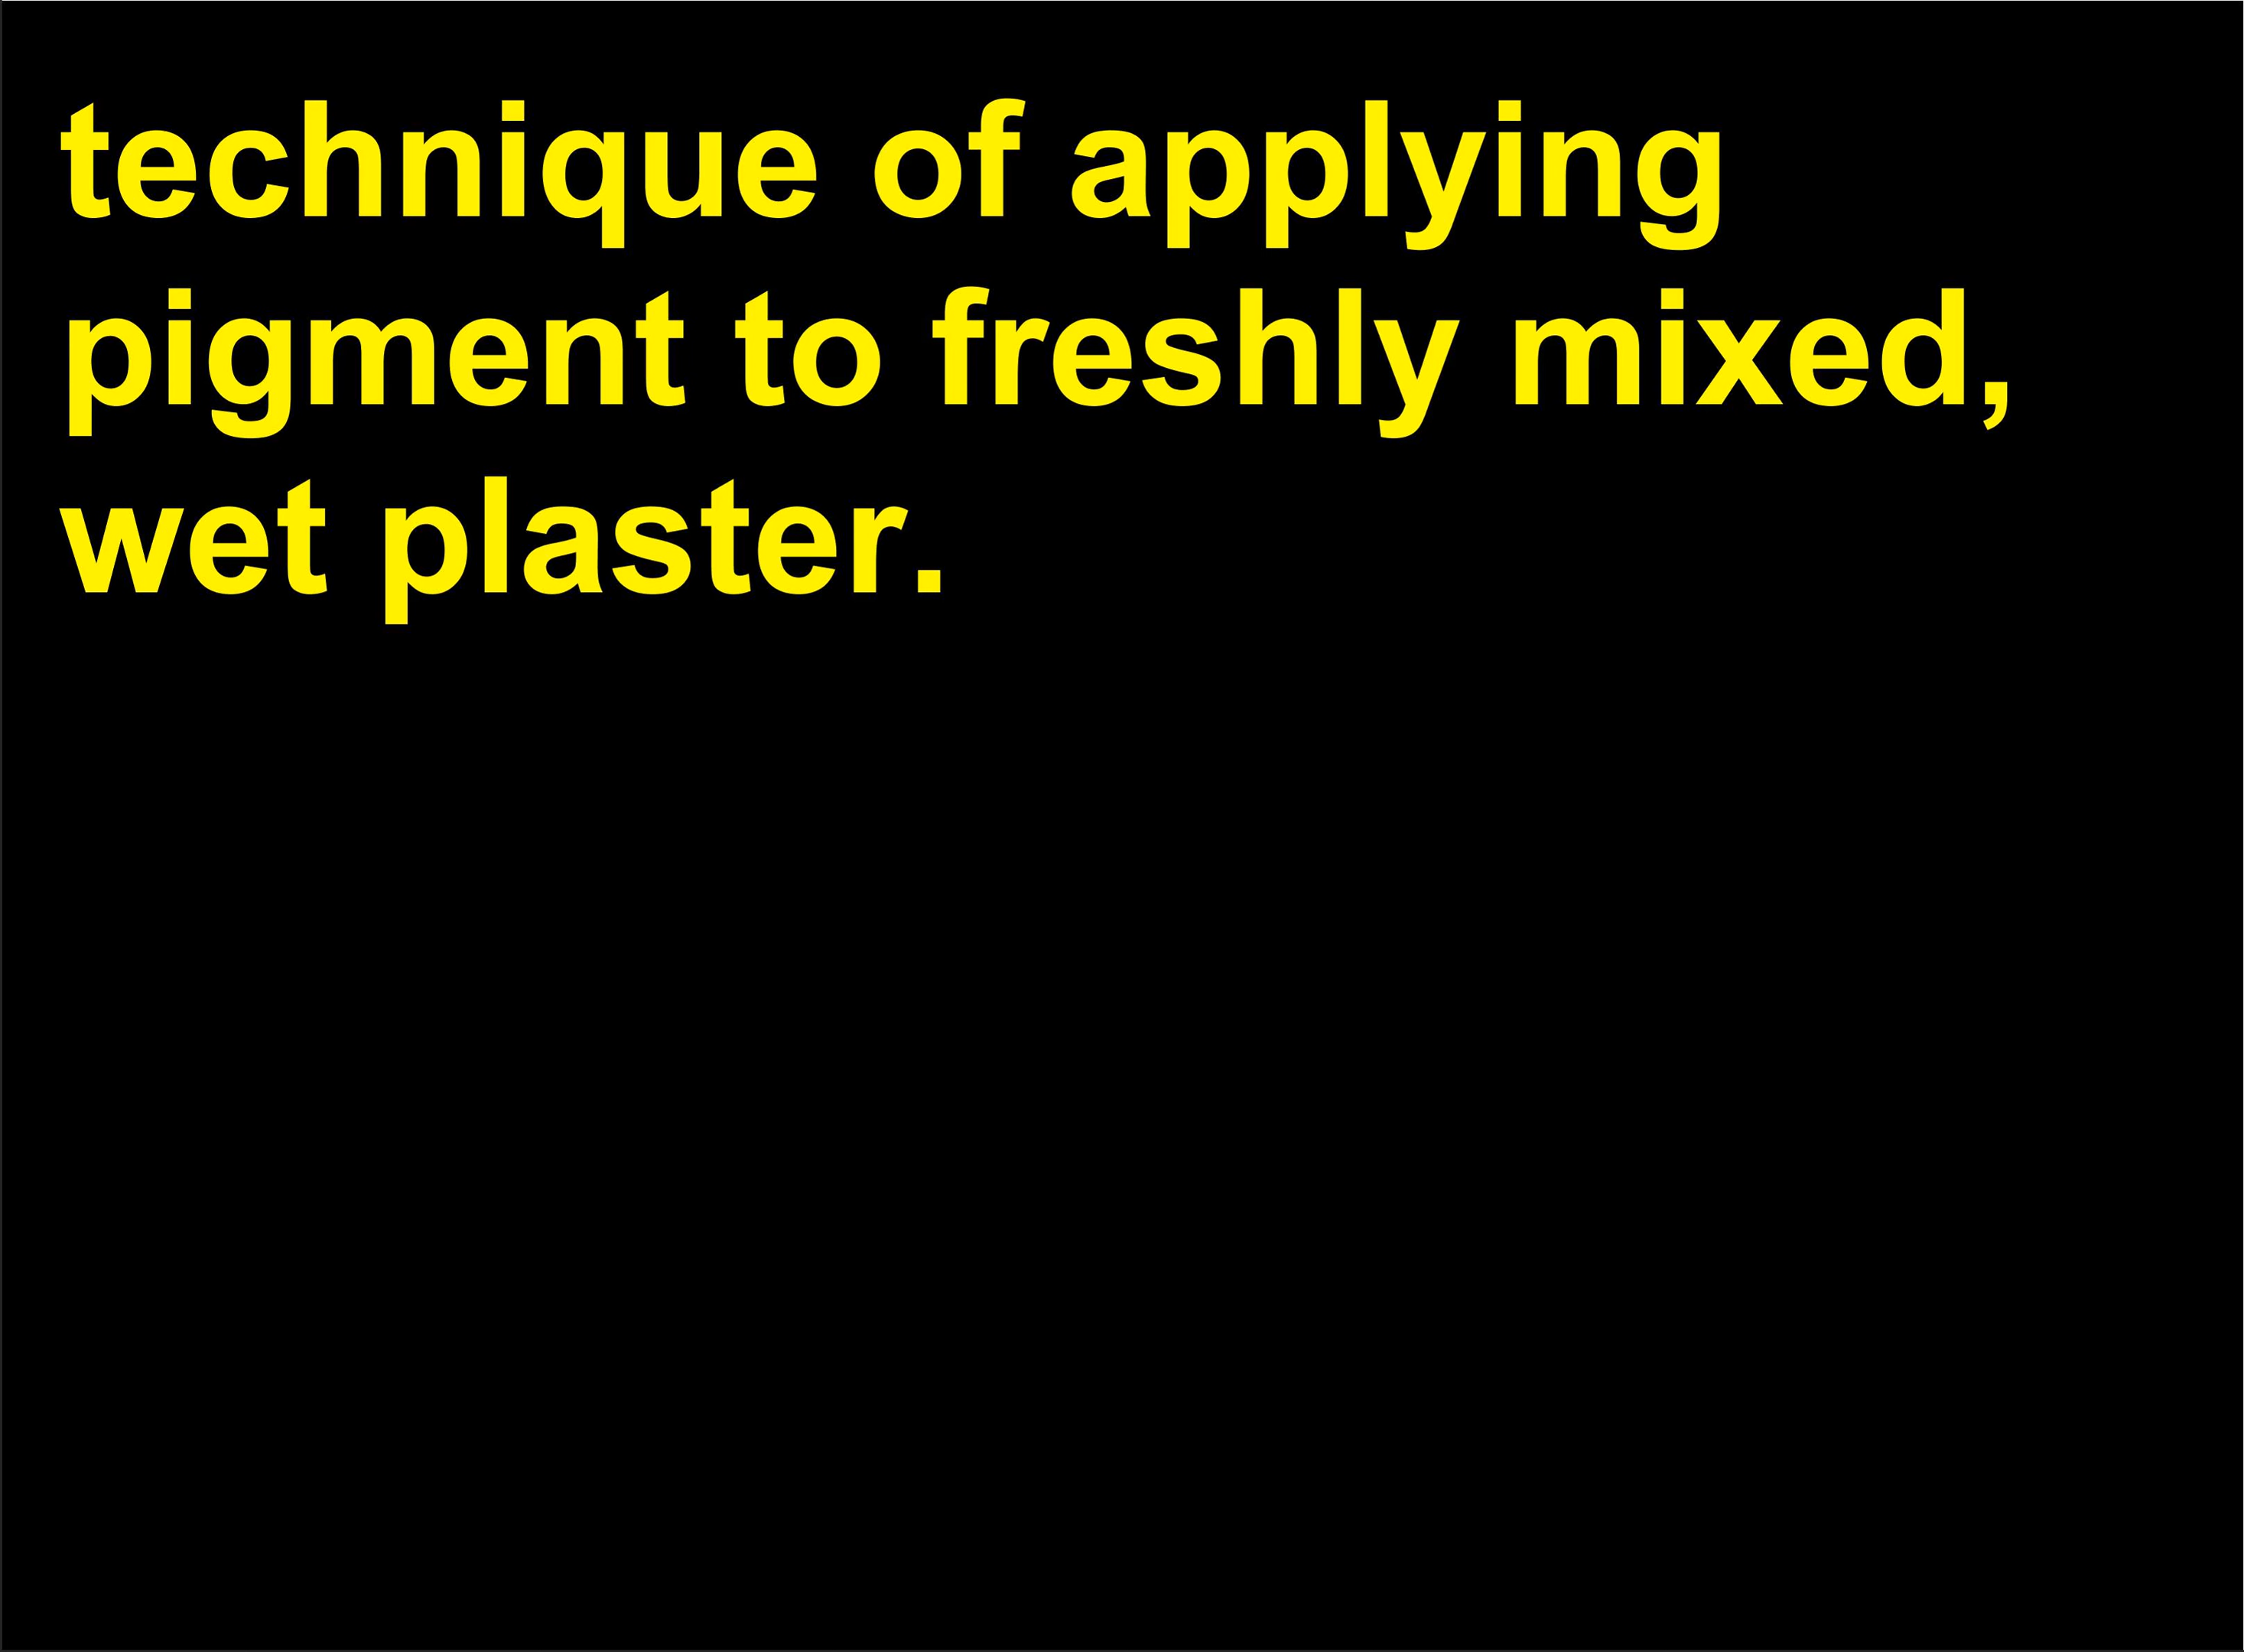 technique of applying
pigment to freshly mixed,
wet plaster.